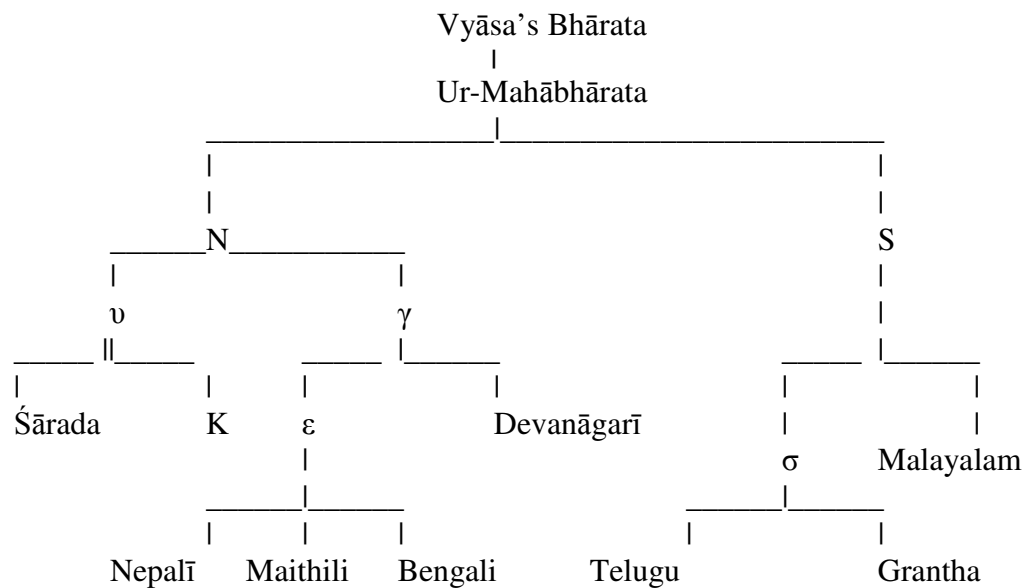 Vyāsa’s Bhārata
Ur-Mahābhārata
N S
υ γ
Śārada K ε Devanāgarī
σ Malayalam
Nepalī Maithili Bengali Telugu Grantha